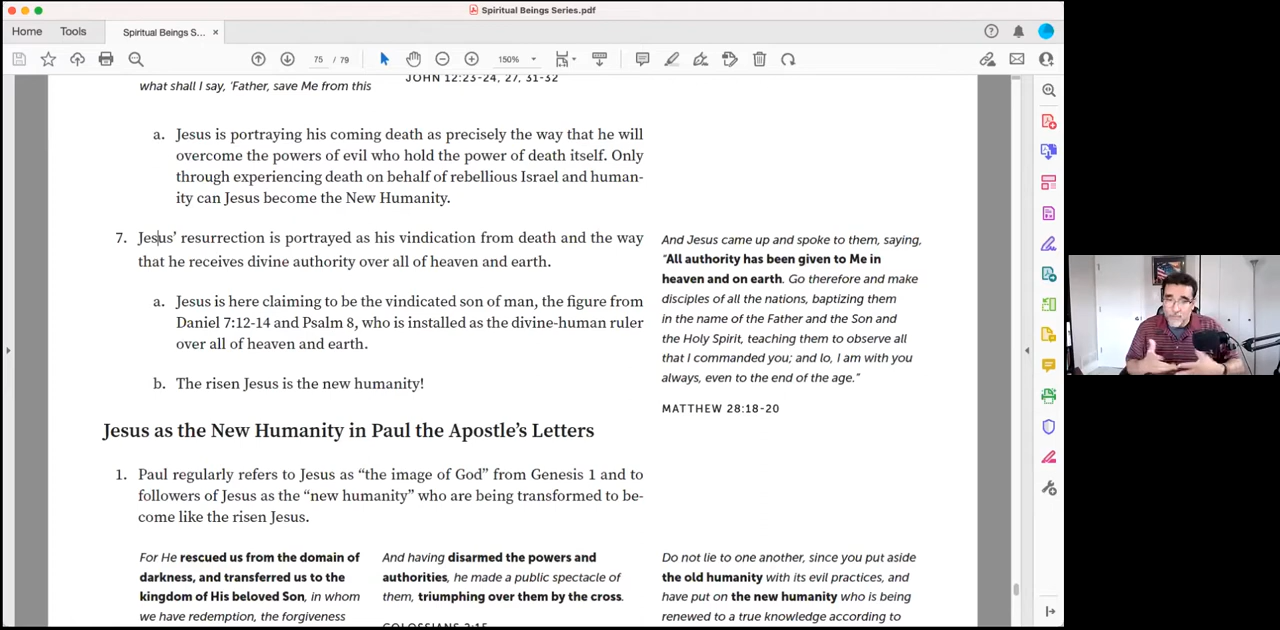 Spiritual Beings Series.pdf
Home
Tools
Spiritual Beings S... ×
75 / 79
150%
what shall I say, 'Father, save Me from this
JOHN 12:23-24, 27, 31-32
a. Jesus is portraying his coming death as precisely the way that he will
overcome the powers of evil who hold the power of death itself. Only
through experiencing death on behalf of rebellious Israel and human-
ity can Jesus become the New Humanity.
7. Jesus’ resurrection is portrayed as his vindication from death and the way
that he receives divine authority over all of heaven and earth.
a. Jesus is here claiming to be the vindicated son of man, the figure from
Daniel 7:12-14 and Psalm 8, who is installed as the divine-human ruler
over all of heaven and earth.
b. The risen Jesus is the new humanity!
And Jesus came up and spoke to them, saying,
“All authority has been given to Me in
heaven and on earth. Go therefore and make
disciples of all the nations, baptizing them
in the name of the Father and the Son and
the Holy Spirit, teaching them to observe all
that I commanded you; and lo, I am with you
always, even to the end of the age.”
MATTHEW 28:18-20
Jesus as the New Humanity in Paul the Apostle’s Letters
1. Paul regularly refers to Jesus as “the image of God” from Genesis 1 and to
followers of Jesus as the “new humanity” who are being transformed to be-
come like the risen Jesus.
For He rescued us from the domain of
darkness, and transferred us to the
kingdom of His beloved Son, in whom
we have redemption, the forgiveness
And having disarmed the powers and
authorities, he made a public spectacle of
them, triumphing over them by the cross.
COLOSSIANS 2:15
Do not lie to one another, since you put aside
the old humanity with its evil practices, and
have put on the new humanity who is being
renewed to a true knowledge according to